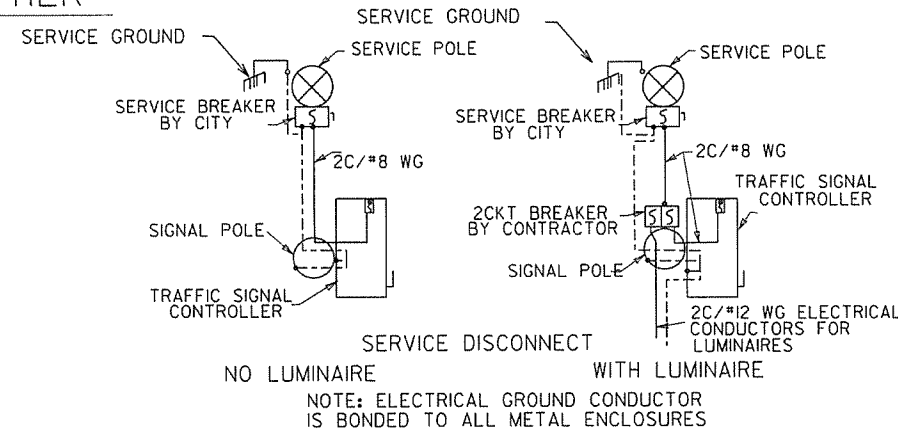 SERVICE GROUND
SERVICE POLE
SERVICE BREAKER
BY CITY
2C/#8 WG
SIGNAL POLE
TRAFFIC SIGNAL
CONTROLLER
NO LUMINAIRE
SERVICE GROUND
SERVICE POLE
SERVICE BREAKER
BY CITY
2C/#8 WG
TRAFFIC SIGNAL
CONTROLLER
2CKT BREAKER
BY CONTRACTOR
SIGNAL POLE
2C/#12 WG ELECTRICAL
CONDUCTORS FOR
LUMINAIRES
SERVICE DISCONNECT
WITH LUMINAIRE
NOTE: ELECTRICAL GROUND CONDUCTOR
IS BONDED TO ALL METAL ENCLOSURES